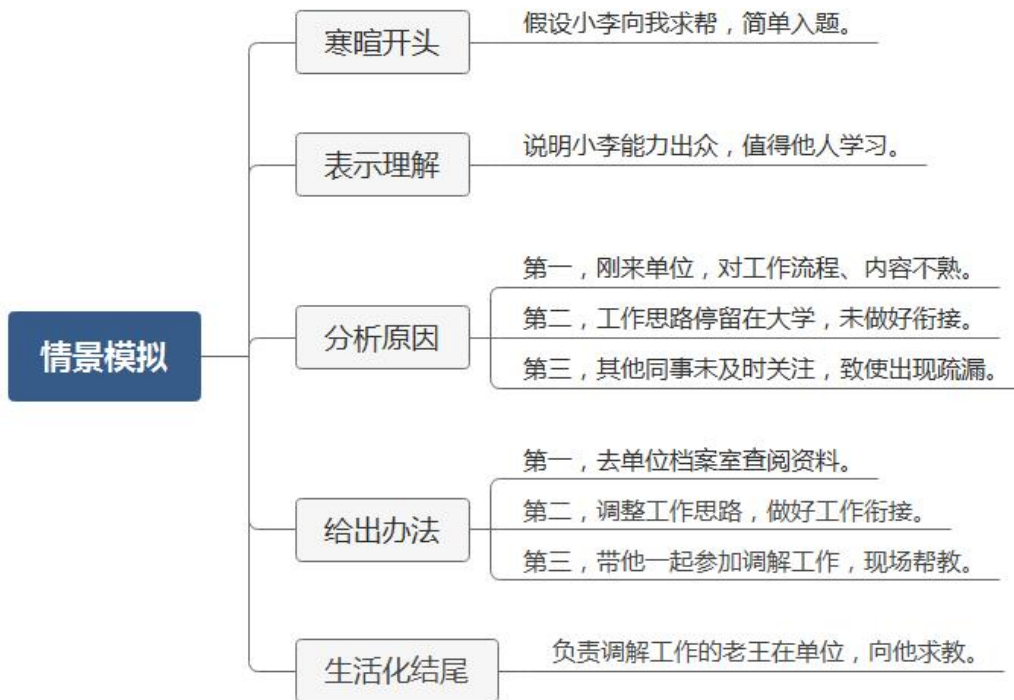 情景模拟
寒暄开头
假设小李向我求帮，简单入题。
表示理解
说明小李能力出众，值得他人学习。
分析原因
第一，刚来单位，对工作流程、内容不熟。
第二，工作思路停留在大学，未做好衔接。
第三，其他同事未及时关注，致使出现疏漏。
给出办法
第一，去单位档案室查阅资料。
第二，调整工作思路，做好工作衔接。
第三，带他一起参加调解工作，现场帮教。
生活化结尾
负责调解工作的老王在单位，向他求教。